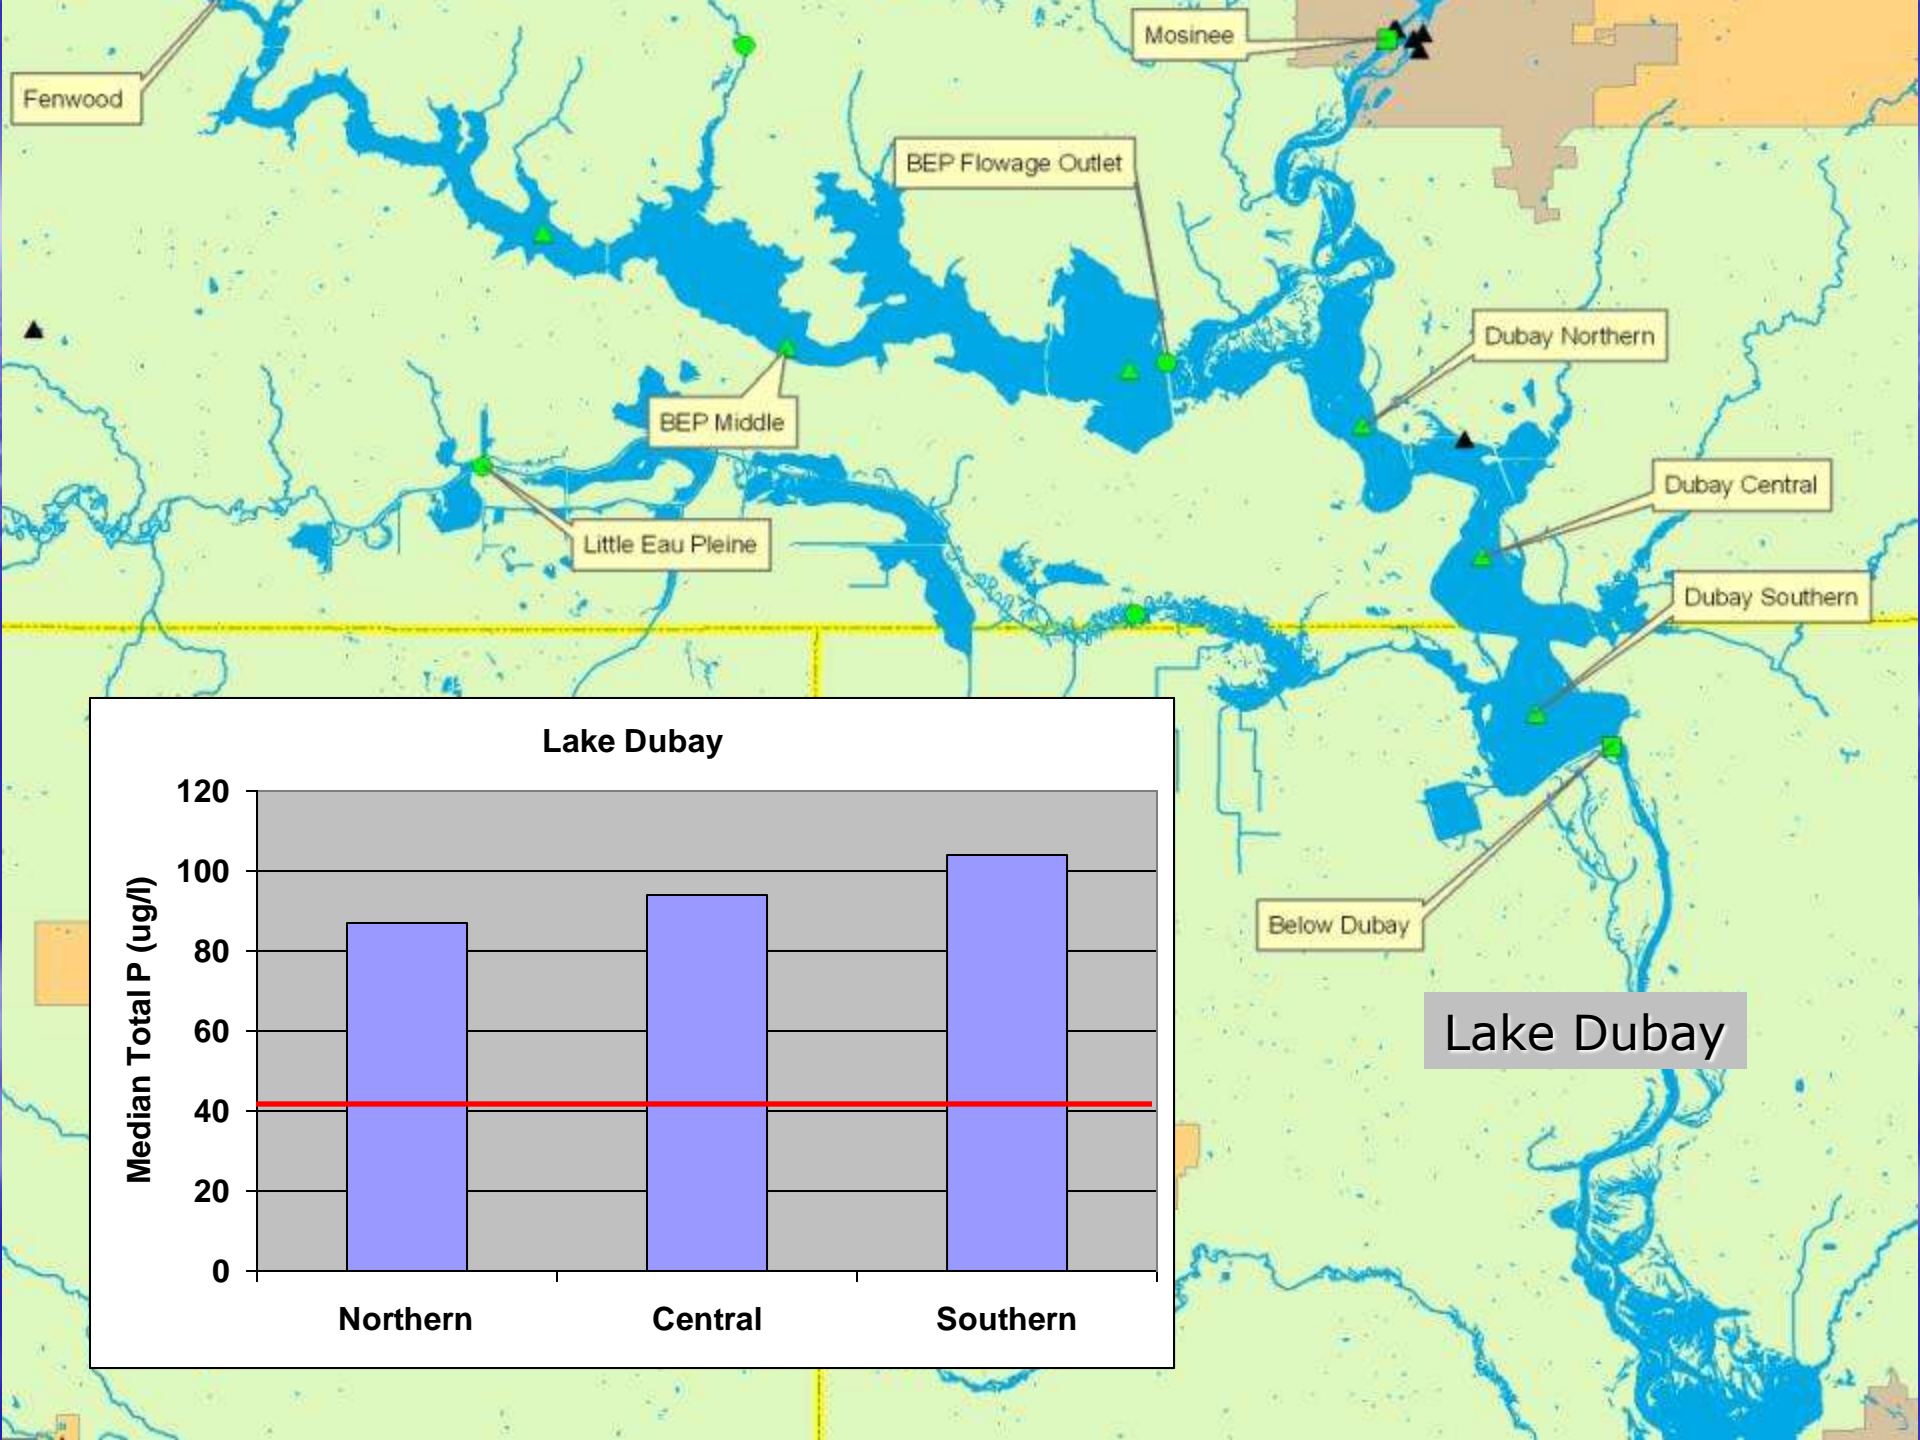 Mosinee
Fenwood
BEP Flowage Outlet
Dubay Northern
BEP Middle
Dubay Central
Little Eau Pleine
Dubay Southern
Below Dubay
Lake Dubay
Lake Dubay
Median Total P (ug/l)
120
100
80
60
40
20
0
Northern
Central
Southern